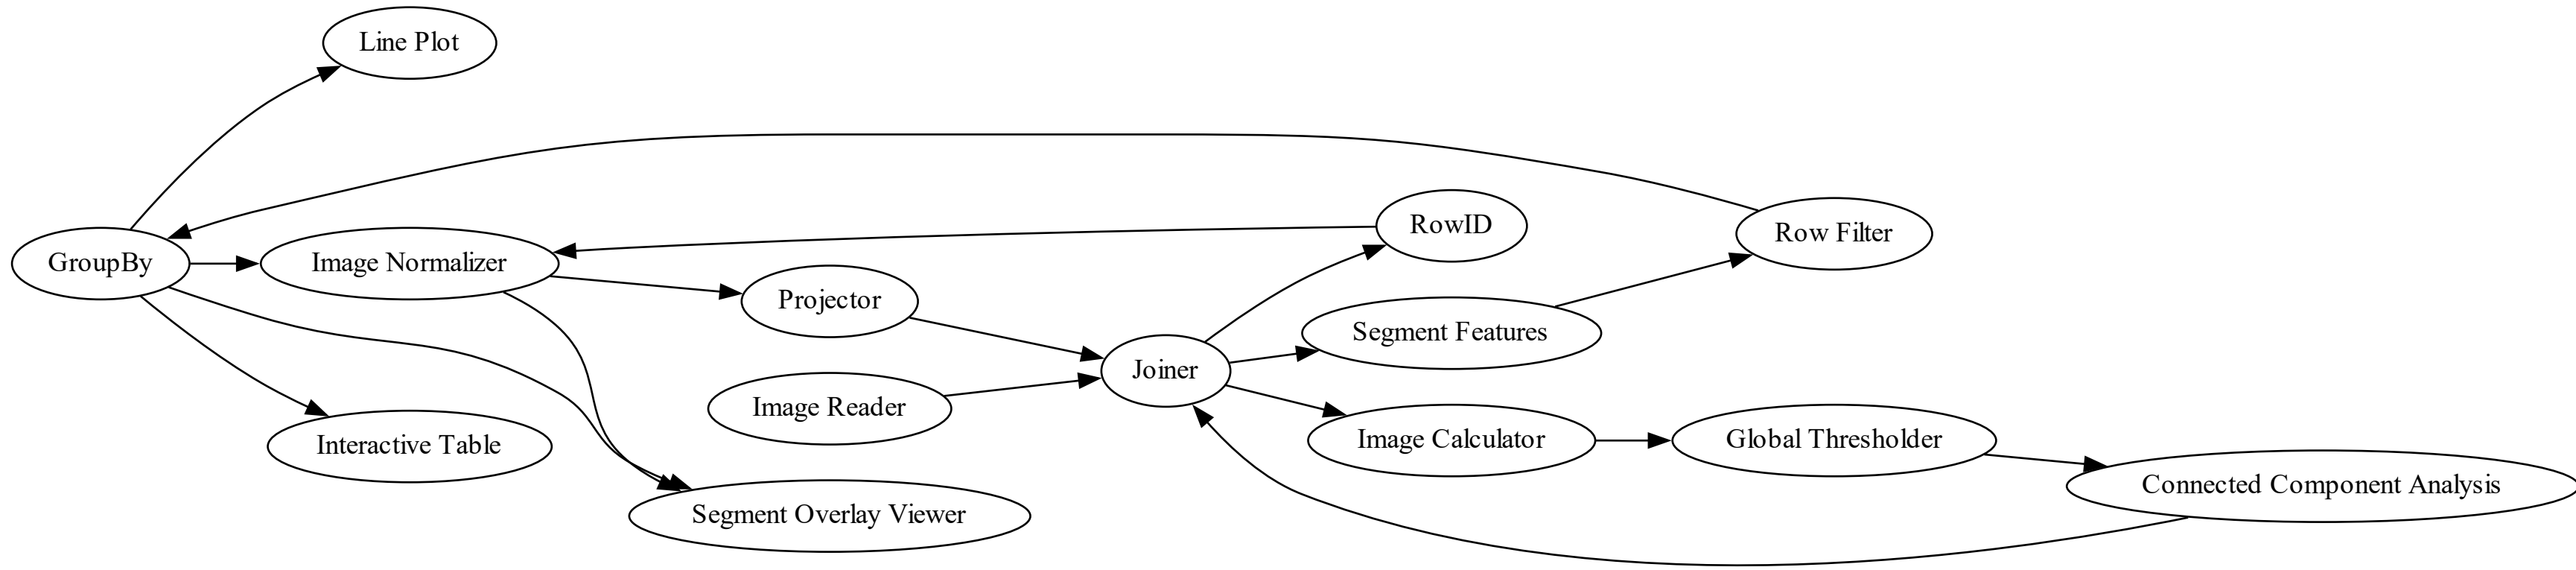 Line Plot
RowID
Row Filter
GroupBy
Image Normalizer
Projector
Segment Features
Joiner
Image Reader
Image Calculator
Global Thresholder
Interactive Table
Connected Component Analysis
Segment Overlay Viewer